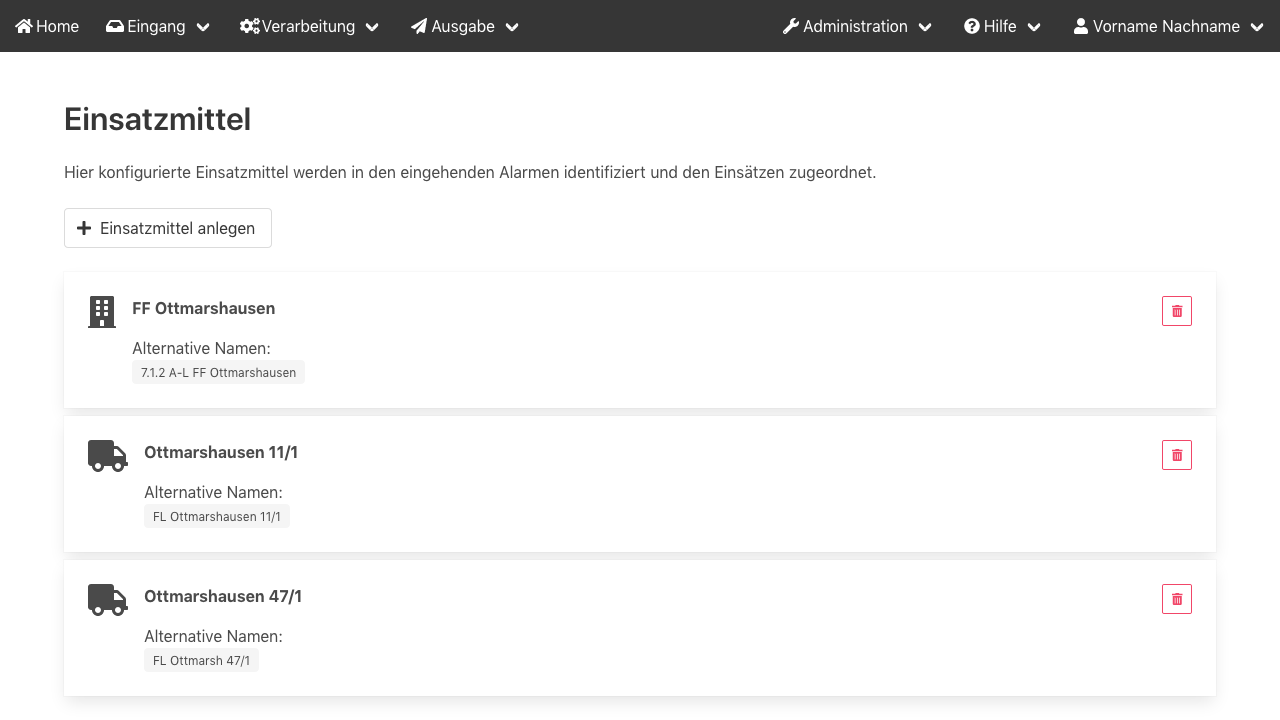 Home Eingang Verarbeitung Ausgabe Administration Hilfe Vorname Nachname
Einsatzmittel
Hier konfigurierte Einsatzmittel werden in den eingehenden Alarmen identifiziert und den Einsätzen zugeordnet.
Einsatzmittel anlegen
FF Ottmarshausen
Alternative Namen:
7.1.2 A-L FF Ottmarshausen
Ottmarshausen 11/1
Alternative Namen:
FL Ottmarshausen 11/1
Ottmarshausen 47/1
Alternative Namen:
FL Ottmarsh 47/1